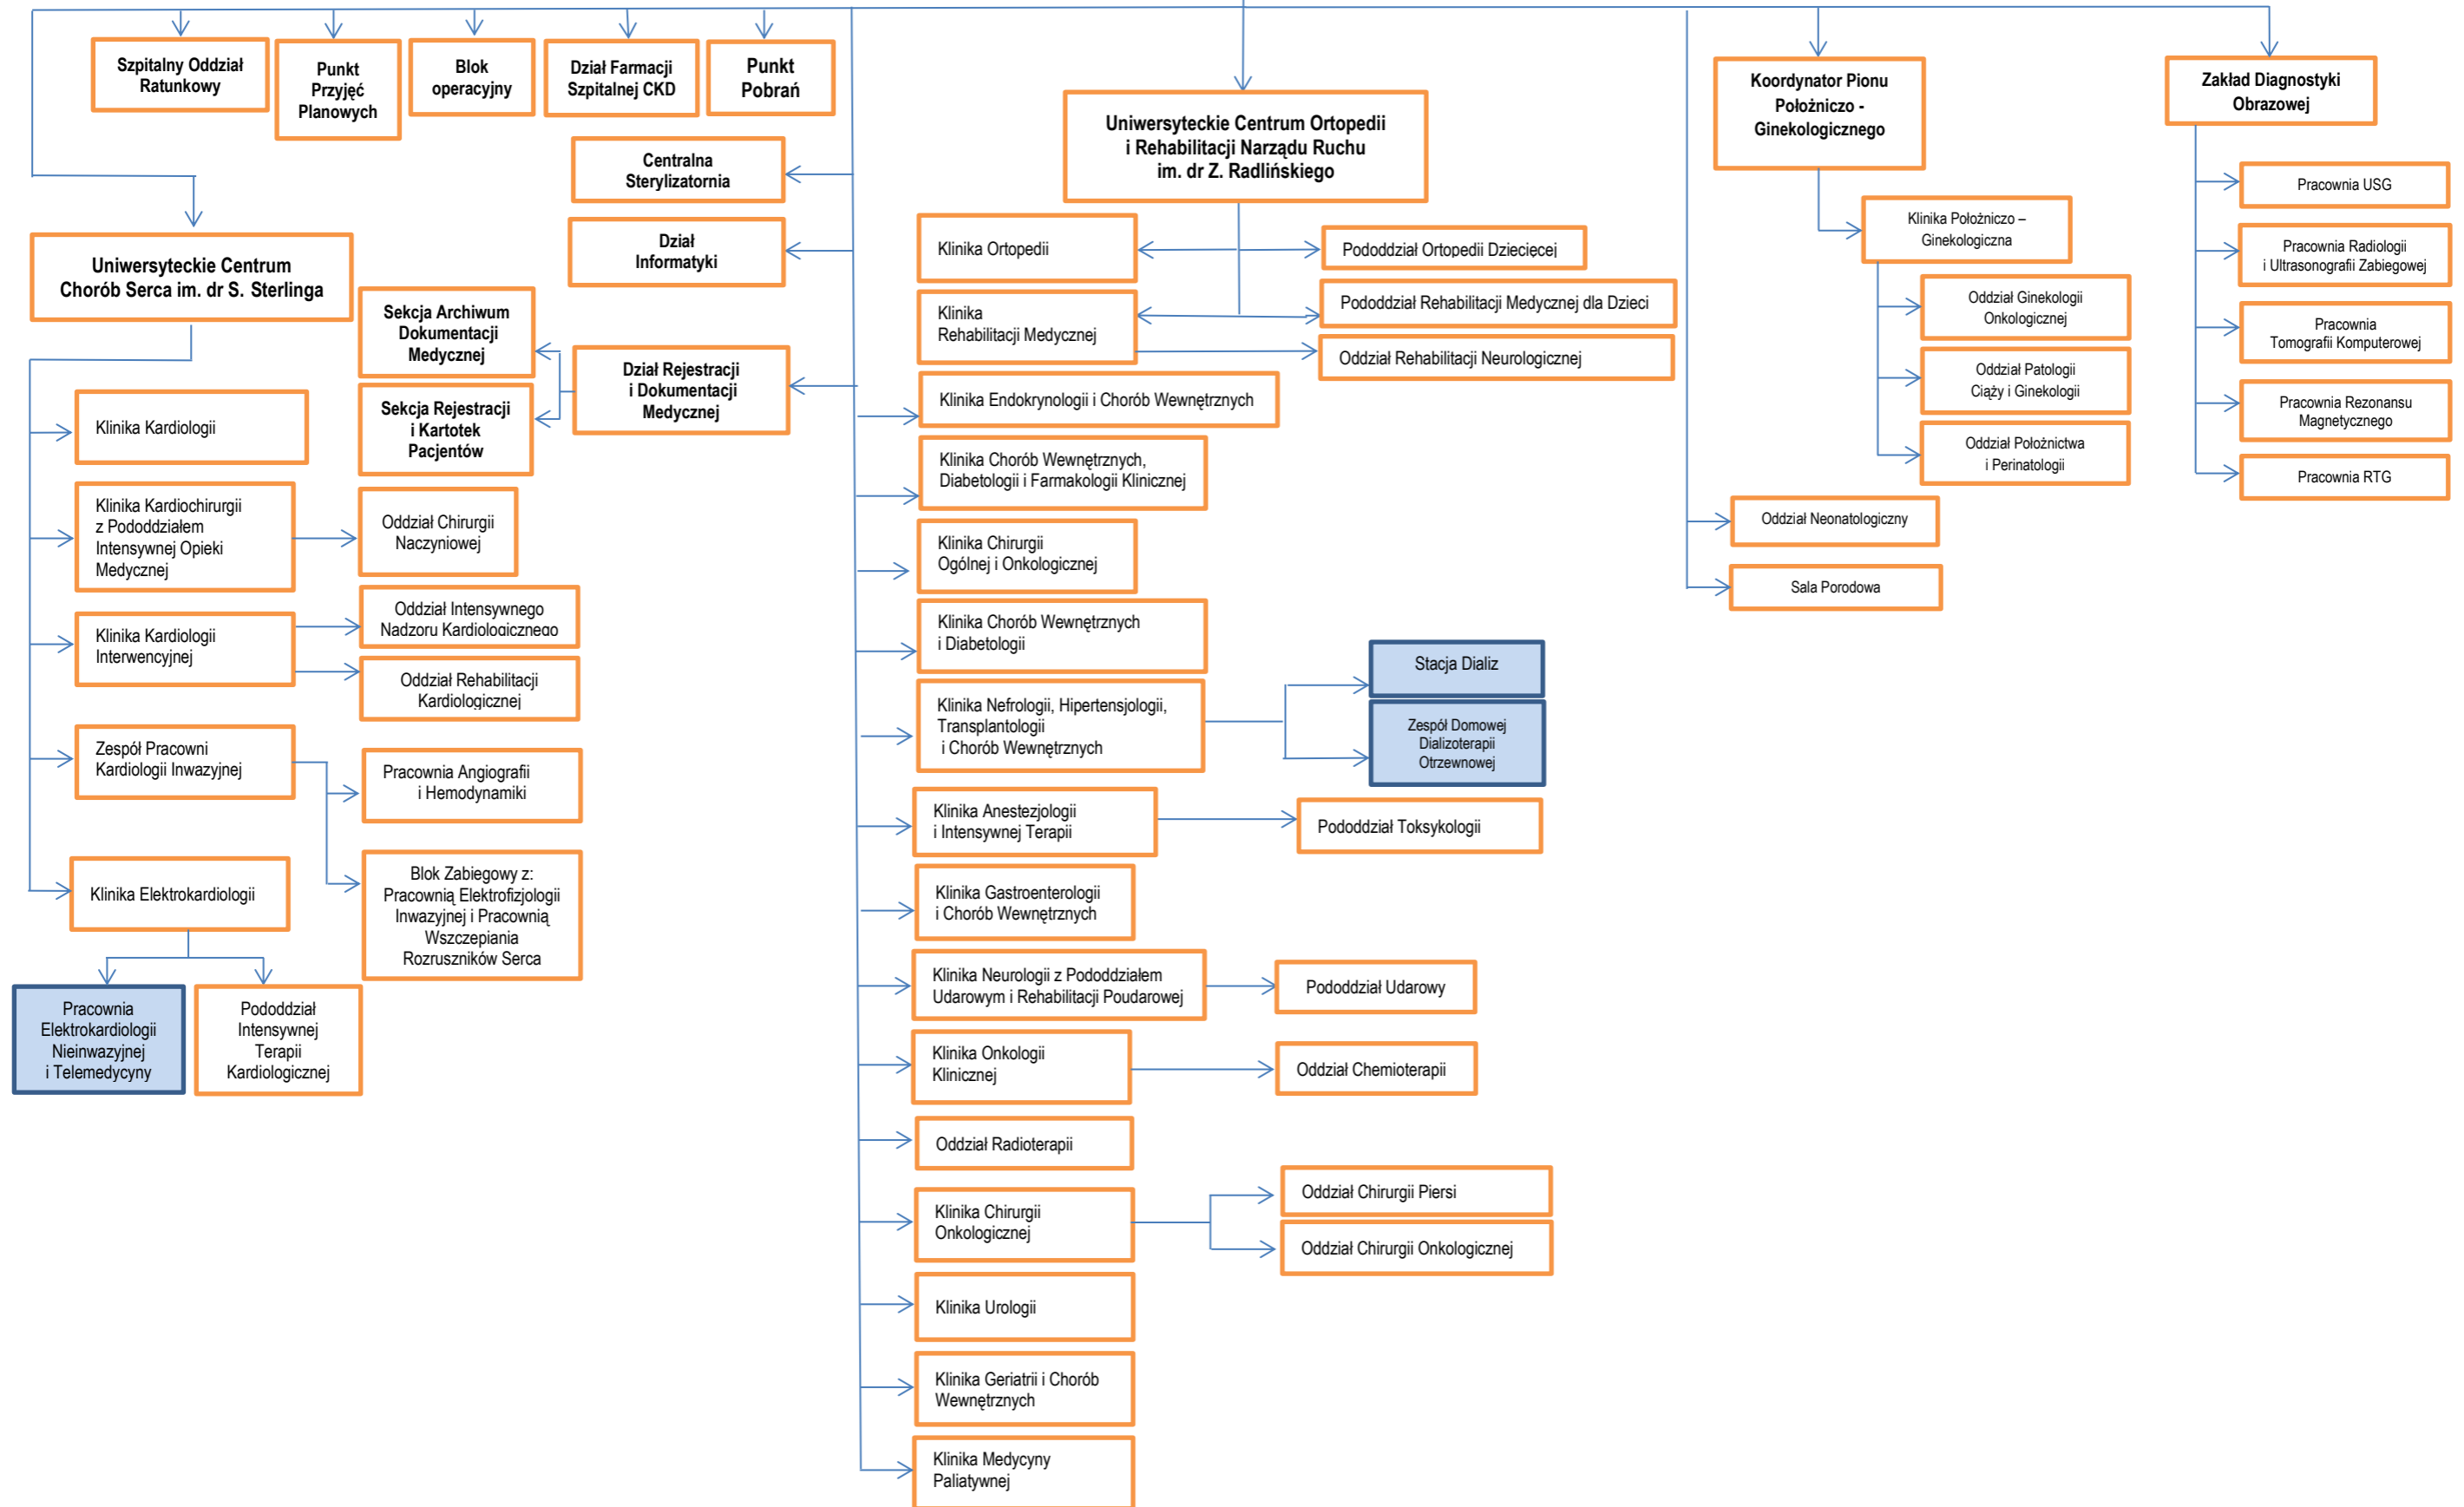 Szpitalny Oddział
Ratunkowy
Punkt
Przyjęć
Planowych
Blok
operacyjny
Dział Farmacji
Szpitalnej CKD
Punkt
Pobrań
Centralna
Sterylizatornia
Dział
Informatyki
Uniwersyteckie Centrum
Chorób Serca im. dr S. Sterlinga
Sekcja Archiwum
Dokumentacji
Medycznej
Sekcja Rejestracji
i Kartotek
Pacjentów
Dział Rejestracji
i Dokumentacji
Medycznej
Klinika Kardiologii
Klinika Kardiochirurgii
z Pododdziałem
Intensywnej Opieki
Medycznej
Oddział Chirurgii
Naczyniowej
Klinika Kardiologii
Interwencyjnej
Oddział Intensywnego
Nadzoru Kardiologicznego
Oddział Rehabilitacji
Kardiologicznej
Zespół Pracowni
Kardiologii Inwazyjnej
Pracownia Angiografii
i Hemodynamiki
Blok Zabiegowy z:
Pracownią Elektrofizjologii
Inwazyjnej i Pracownią
Wszczepiania
Rozruszników Serca
Klinika Elektrokardiologii
Pracownia
Elektrokardiologii
Nieinwazyjnej
i Telemedycyny
Pododdział
Intensywnej
Terapii
Kardiologicznej
Uniwersyteckie Centrum Ortopedii
i Rehabilitacji Narządu Ruchu
im. dr Z. Radlińskiego
Klinika Ortopedii
Pododdział Ortopedii Dziecięcej
Klinika
Rehabilitacji Medycznej
Pododdział Rehabilitacji Medycznej dla Dzieci
Oddział Rehabilitacji Neurologicznej
Klinika Endokrynologii i Chorób Wewnętrznych
Klinika Chorób Wewnętrznych,
Diabetologii i Farmakologii Klinicznej
Klinika Chirurgii
Ogólnej i Onkologicznej
Klinika Chorób Wewnętrznych
i Diabetologii
Klinika Nefrologii, Hipertensjologii,
Transplantologii
i Chorób Wewnętrznych
Stacja Dializ
Zespół Domowej
Dializoterapii
Otrzewnowej
Klinika Anestezjologii
i Intensywnej Terapii
Pododdział Toksykologii
Klinika Gastroenterologii
i Chorób Wewnętrznych
Klinika Neurologii z Pododdziałem
Udarowym i Rehabilitacji Poudarowej
Pododdział Udarowy
Klinika Onkologii
Klinicznej
Oddział Chemioterapii
Oddział Radioterapii
Klinika Chirurgii
Onkologicznej
Oddział Chirurgii Piersi
Oddział Chirurgii Onkologicznej
Klinika Urologii
Klinika Geriatrii i Chorób
Wewnętrznych
Klinika Medycyny
Paliatywnej
Koordynator Pionu
Położniczo -
Ginekologicznego
Klinika Położniczo –
Ginekologiczna
Oddział Ginekologii
Onkologicznej
Oddział Patologii
Ciąży i Ginekologii
Oddział Położnictwa
i Perinatologii
Oddział Neonatologiczny
Sala Porodowa
Zakład Diagnostyki
Obrazowej
Pracownia USG
Pracownia Radiologii
i Ultrasonografii Zabiegowej
Pracownia
Tomografii Komputerowej
Pracownia Rezonansu
Magnetycznego
Pracownia RTG